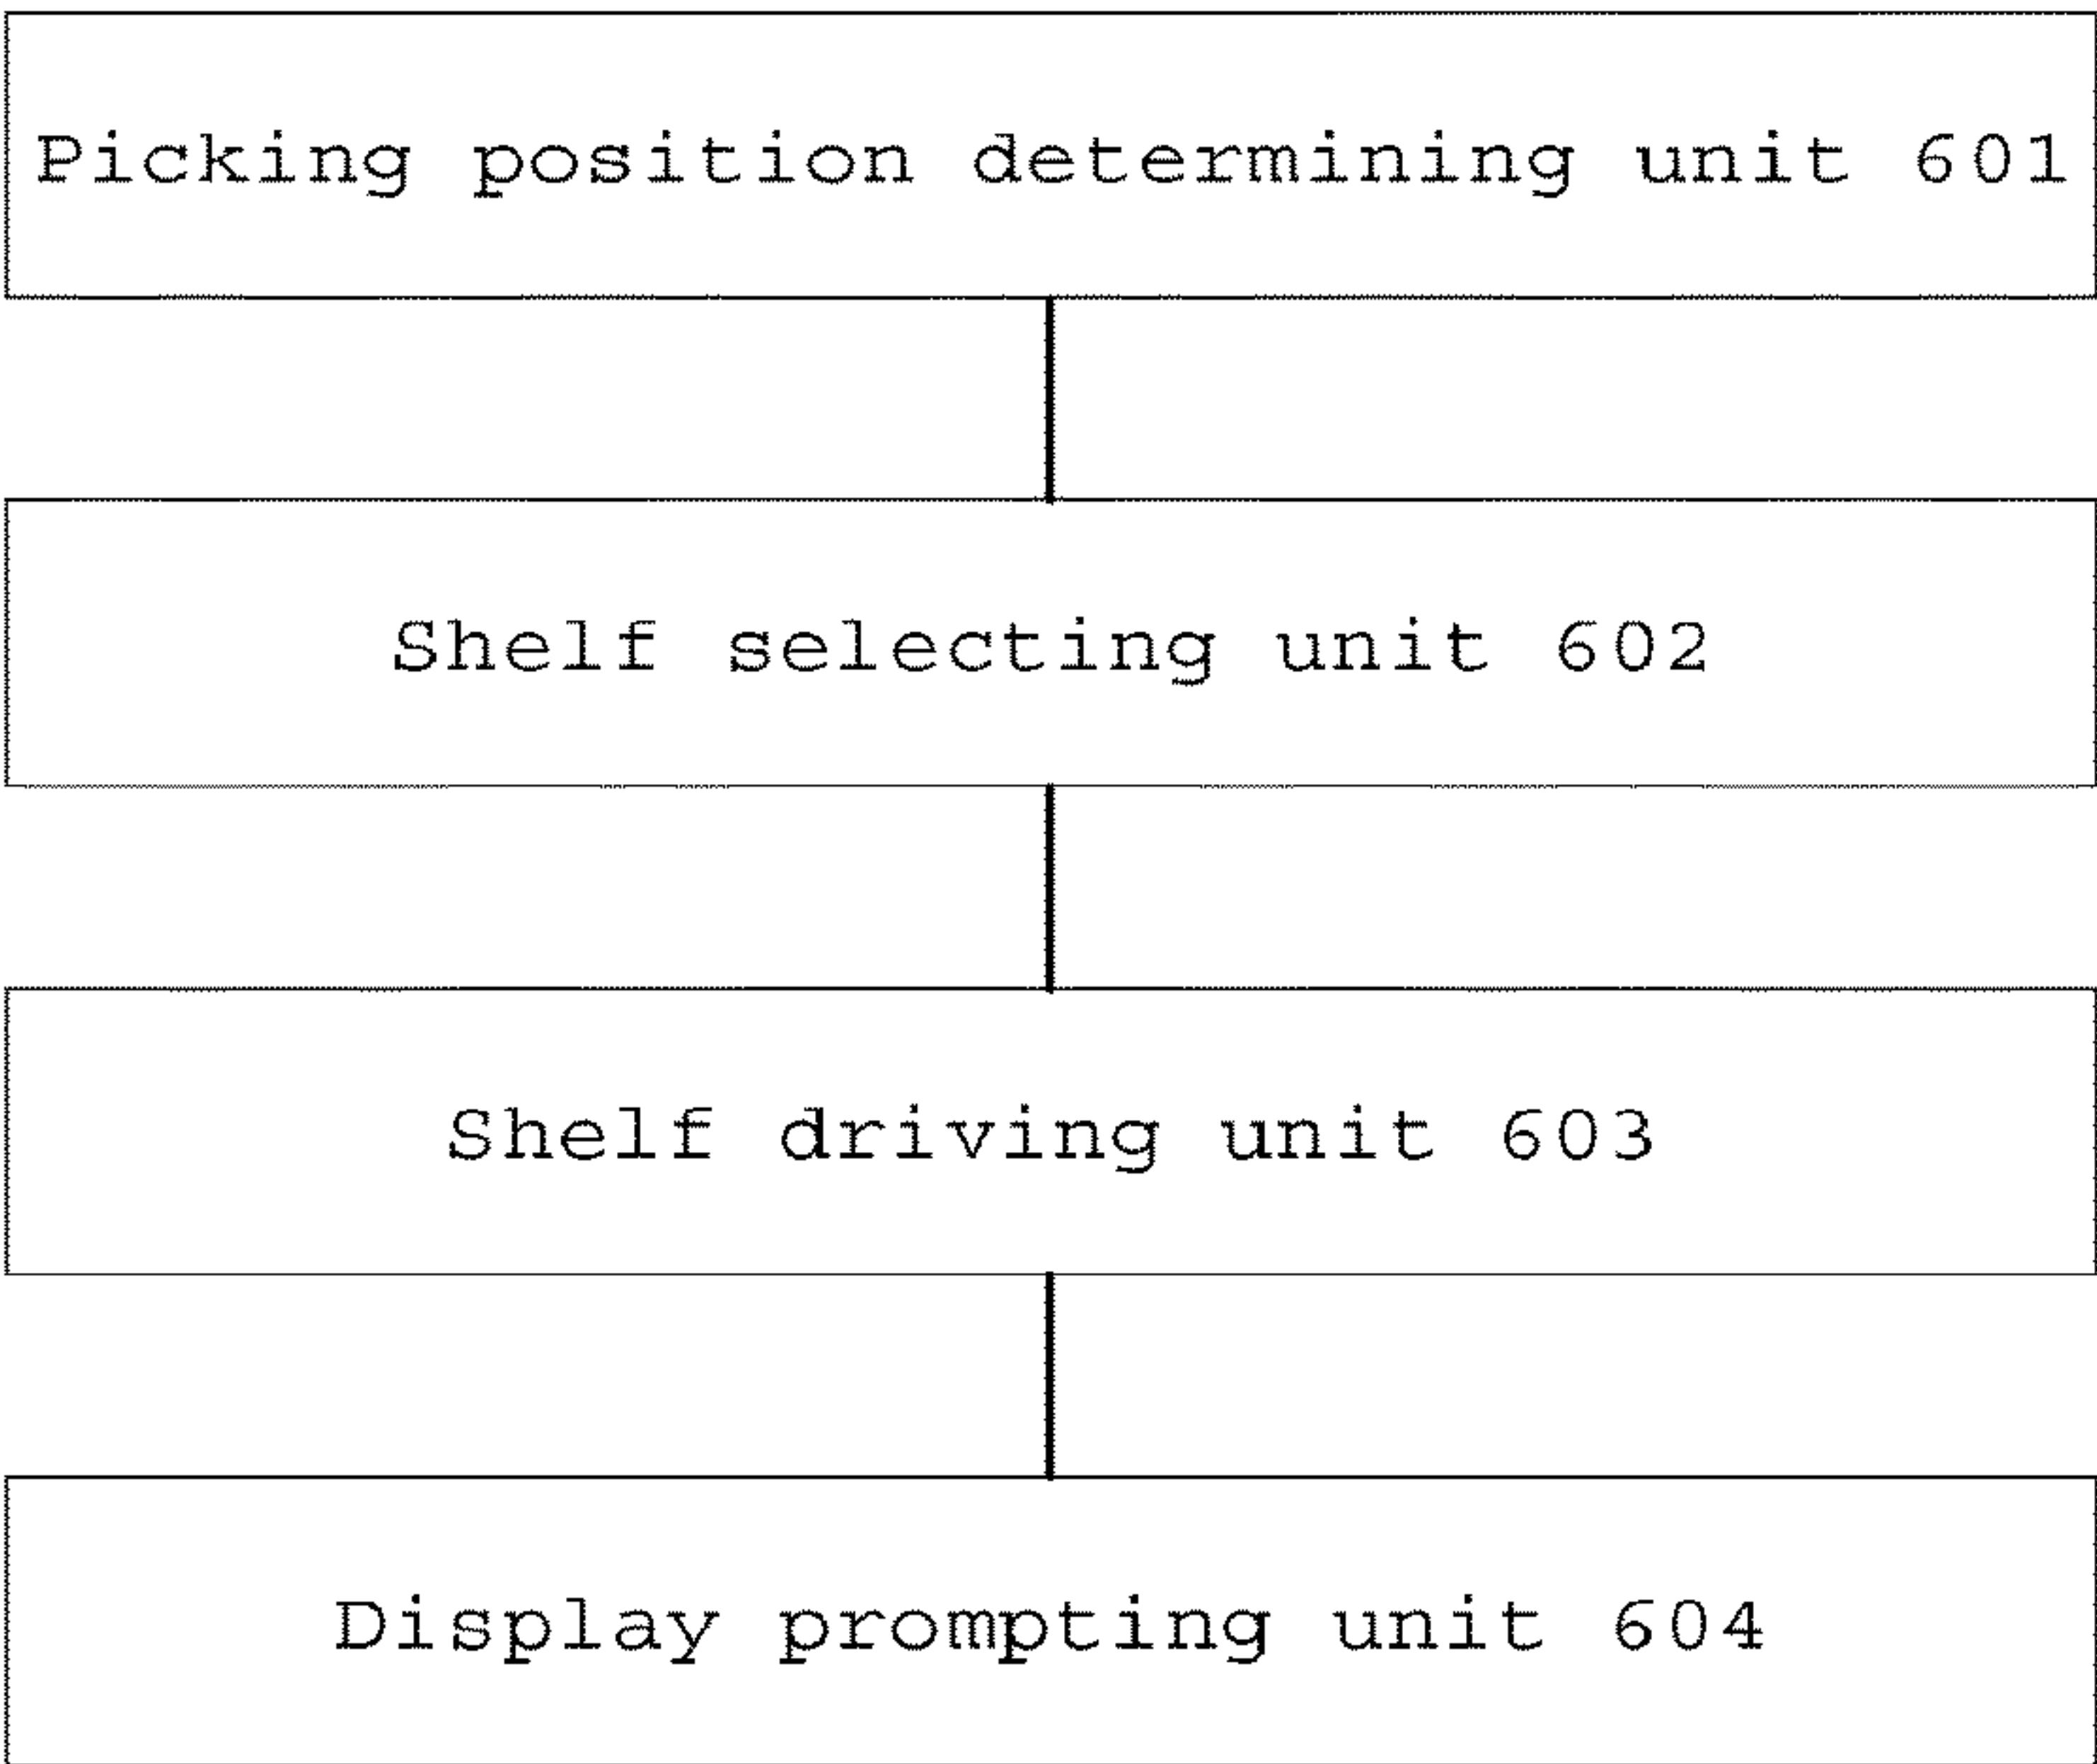 Picking position determining unit 601
Shelf selecting unit 602
Shelf driving unit 603
Display prompting unit 604